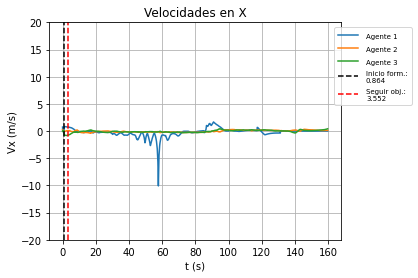 Velocidades en X
Vx (m/s)
20
15
10
5
0
−5
−10
−15
−20
0 20 40 60 80 100 120 140 160
t (s)
Agente 1
Agente 2
Agente 3
Inicio form.:
0.864
Seguir obj.:
3.552